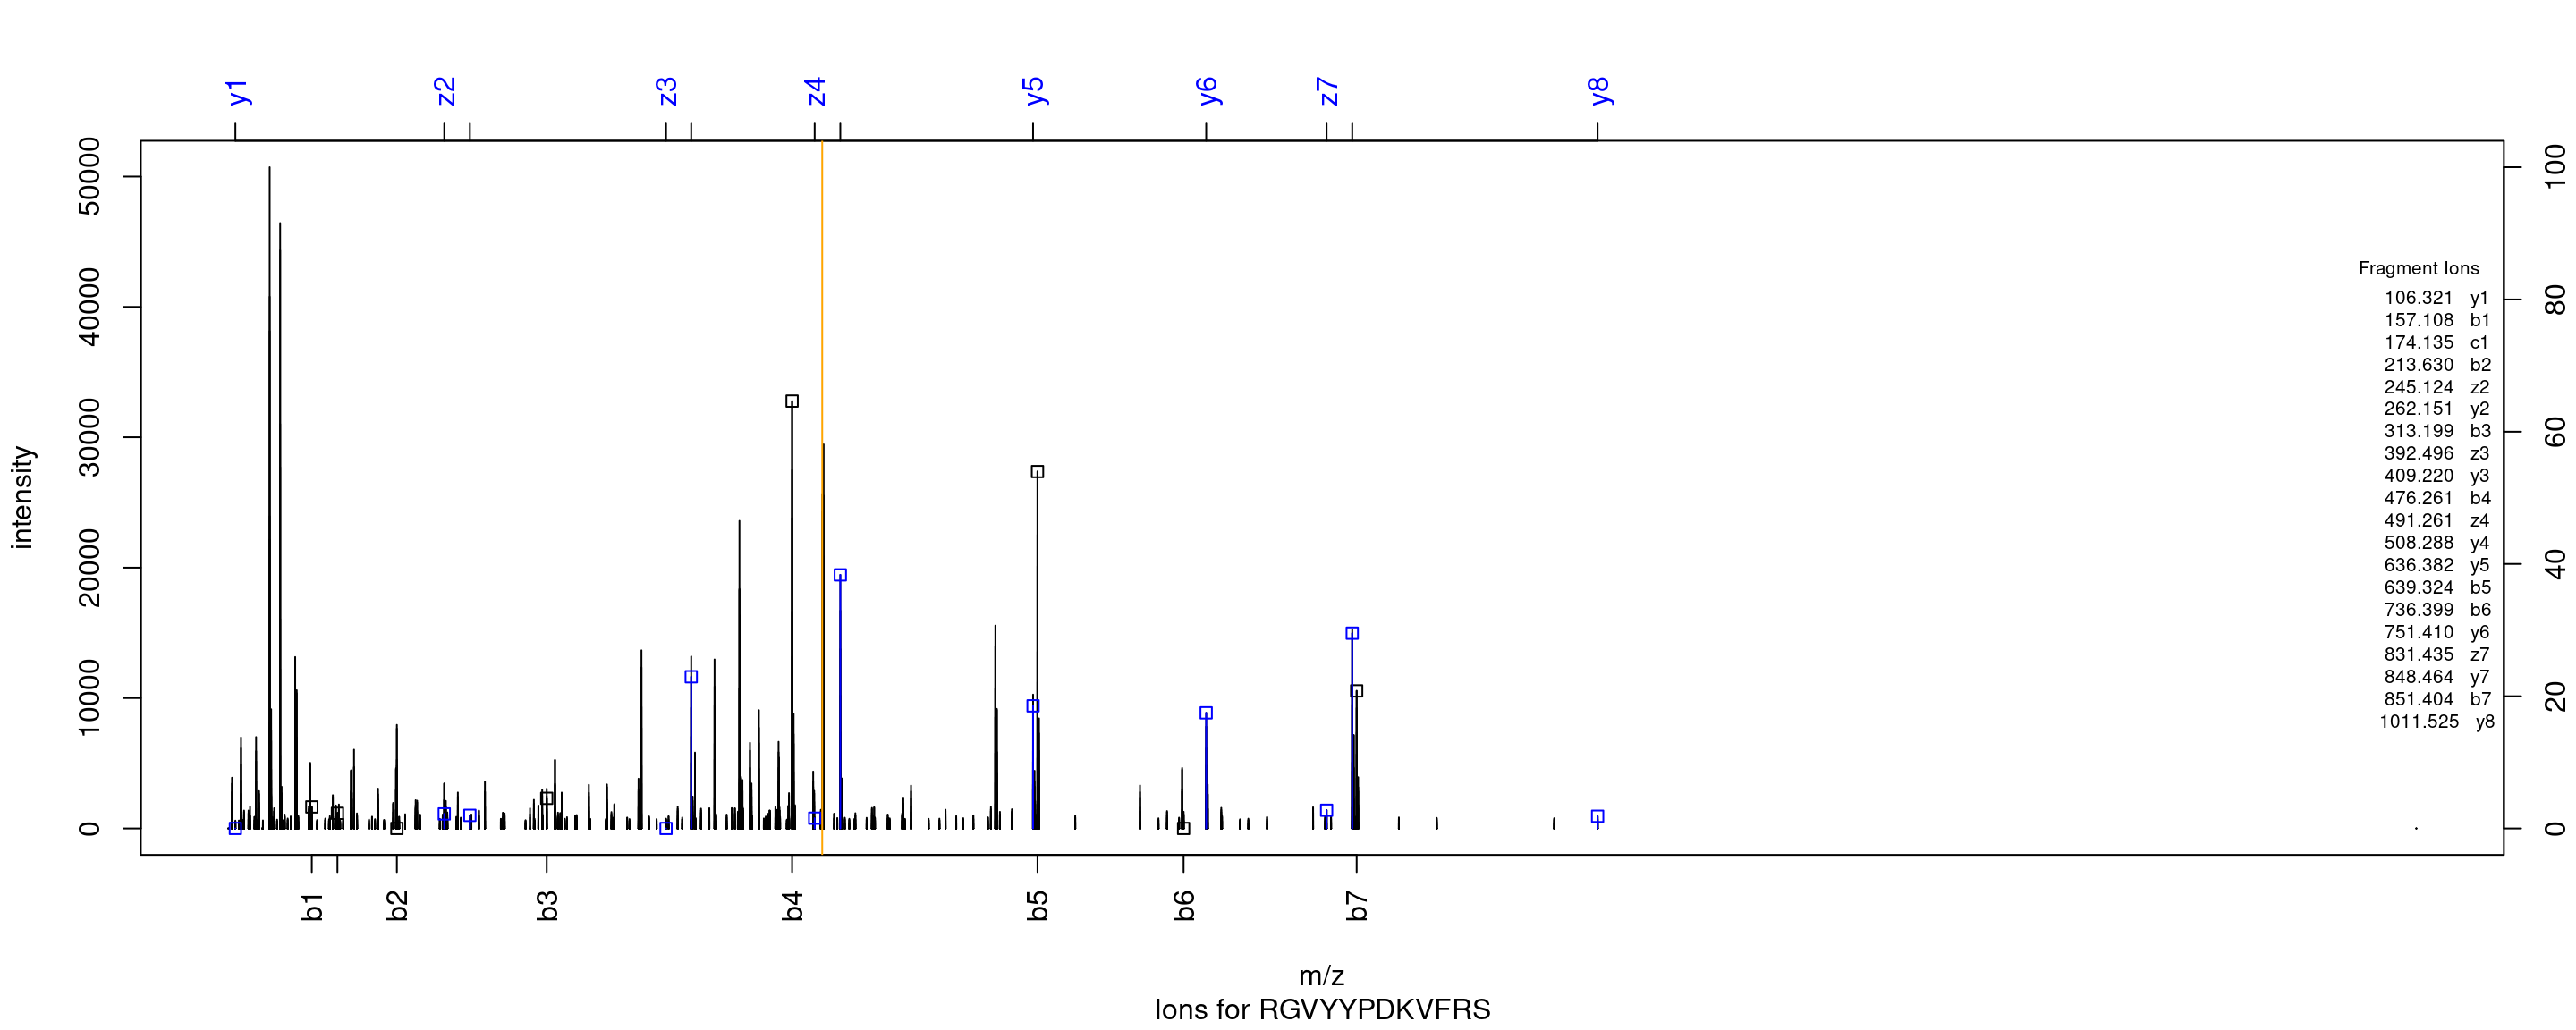 y1 z2 z3 z4 y5 y6 z7 y8
50000 40000 30000 20000 10000 0
intensity
100 80 60 40 20 0
Fragment Ions
106.321 y1
157.108 b1
174.135 c1
213.630 b2
245.124 z2
262.151 y2
313.199 b3
392.496 z3
409.220 y3
476.261 b4
491.261 z4
508.288 y4
636.382 y5
639.324 b5
736.399 b6
751.410 y6
831.435 z7
848.464 y7
851.404 b7
1011.525 y8
b1 b2 b3 b4 b5 b6 b7
m/z
Ions for RGVYYPDKVFRS